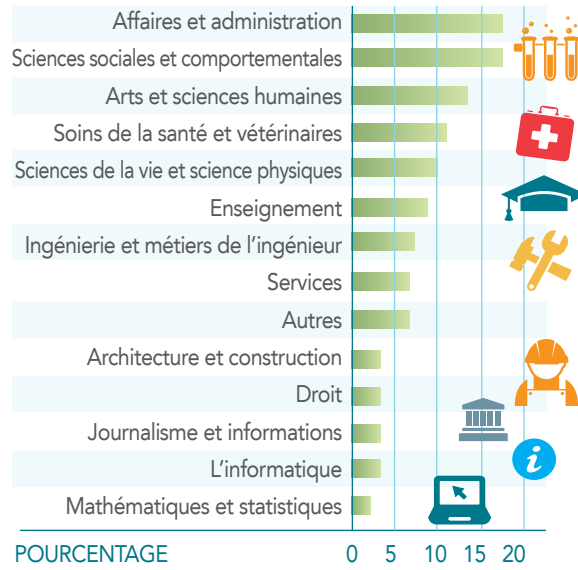 Affaires et administration
Sciences sociales et comportementales
Arts et sciences humaines
Soins de la santé et vétérinaires
Sciences de la vie et science physiques
Enseignement
Ingénierie et métiers de l'ingénieur
Services
Autres
Architecture et construction
Droit
Journalisme et informations
L'informatique
Mathématiques et statistiques
POURCENTAGE 0 5 10 15 20
i